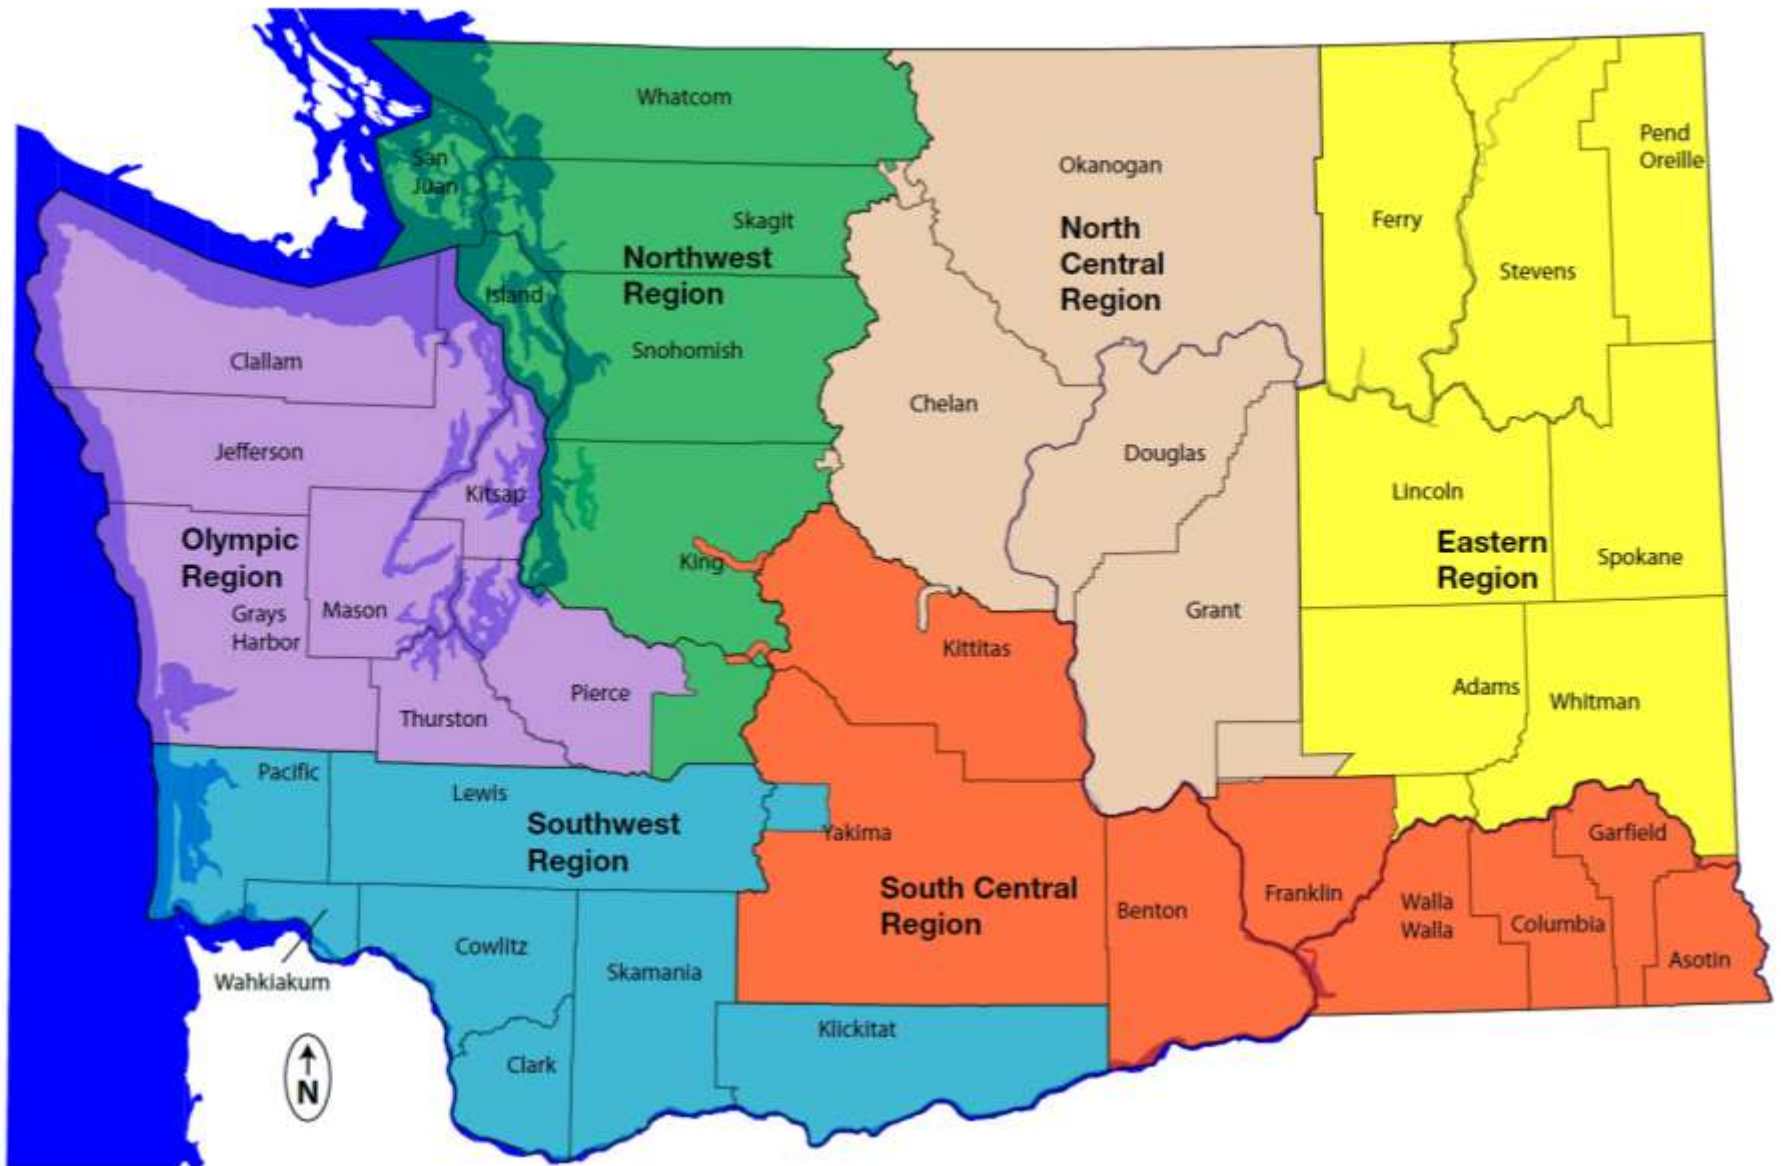 Whatcom
San
Juan
Skagit
Northwest
Region
Island
Snohomish
King
Okanogan
North
Central
Region
Chelan
Douglas
Grant
Ferry
Stevens
Pend
Oreille
Lincoln
Eastern
Region
Spokane
Adams
Whitman
Clallam
Jefferson
Kitsap
Olympic
Region
Grays
Harbor
Mason
Thurston
Pierce
Kittitas
Yakima
South Central
Region
Benton
Franklin
Walla
Walla
Columbia
Garfield
Asotin
Pacific
Lewis
Southwest
Region
Wahkiakum
Cowlitz
Skamania
Clark
Klickitat
N